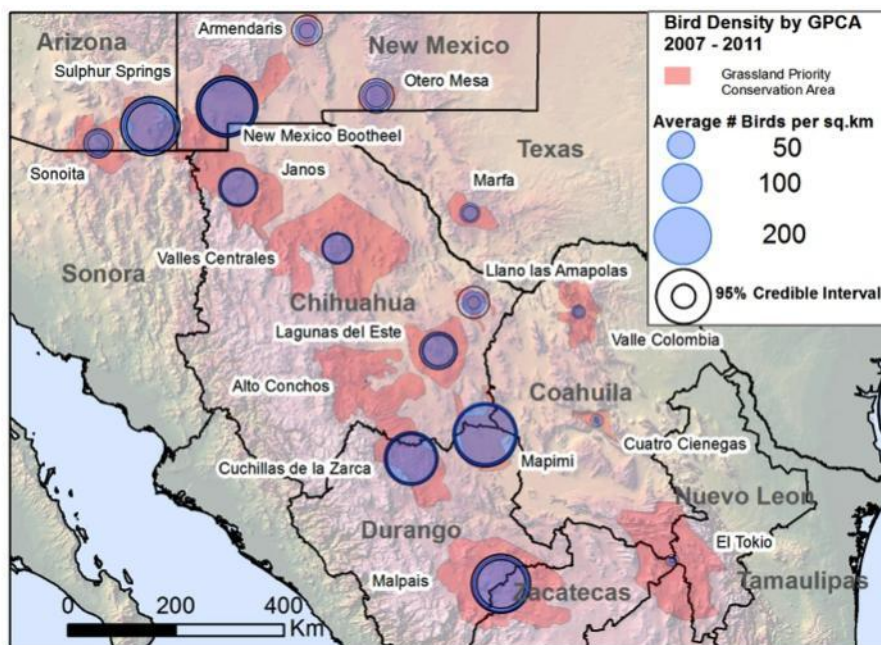 Arizona
Armendaris
New Mexico
Sulphur Springs
Otero Mesa
New Mexico Bootheel
Sonoita
Janos
Texas
Marfa
Valles Centrales
Llano las Amapolas
Sonora
Chihuahua
Lagunas del Este
Valle Colombia
Alto Conchos
Coahuila
Cuatro Cienegas
Cuchillas de la Zarca
Mapimi
Nuevo Leon
Durango
El Tokio
Malpais
Zacatecas
Tamaulipas
0 200 400
Km
Bird Density by GPCA
2007 - 2011
Grassland Priority
Conservation Area
Average # Birds per sq.km
50
100
200
95% Credible Interval